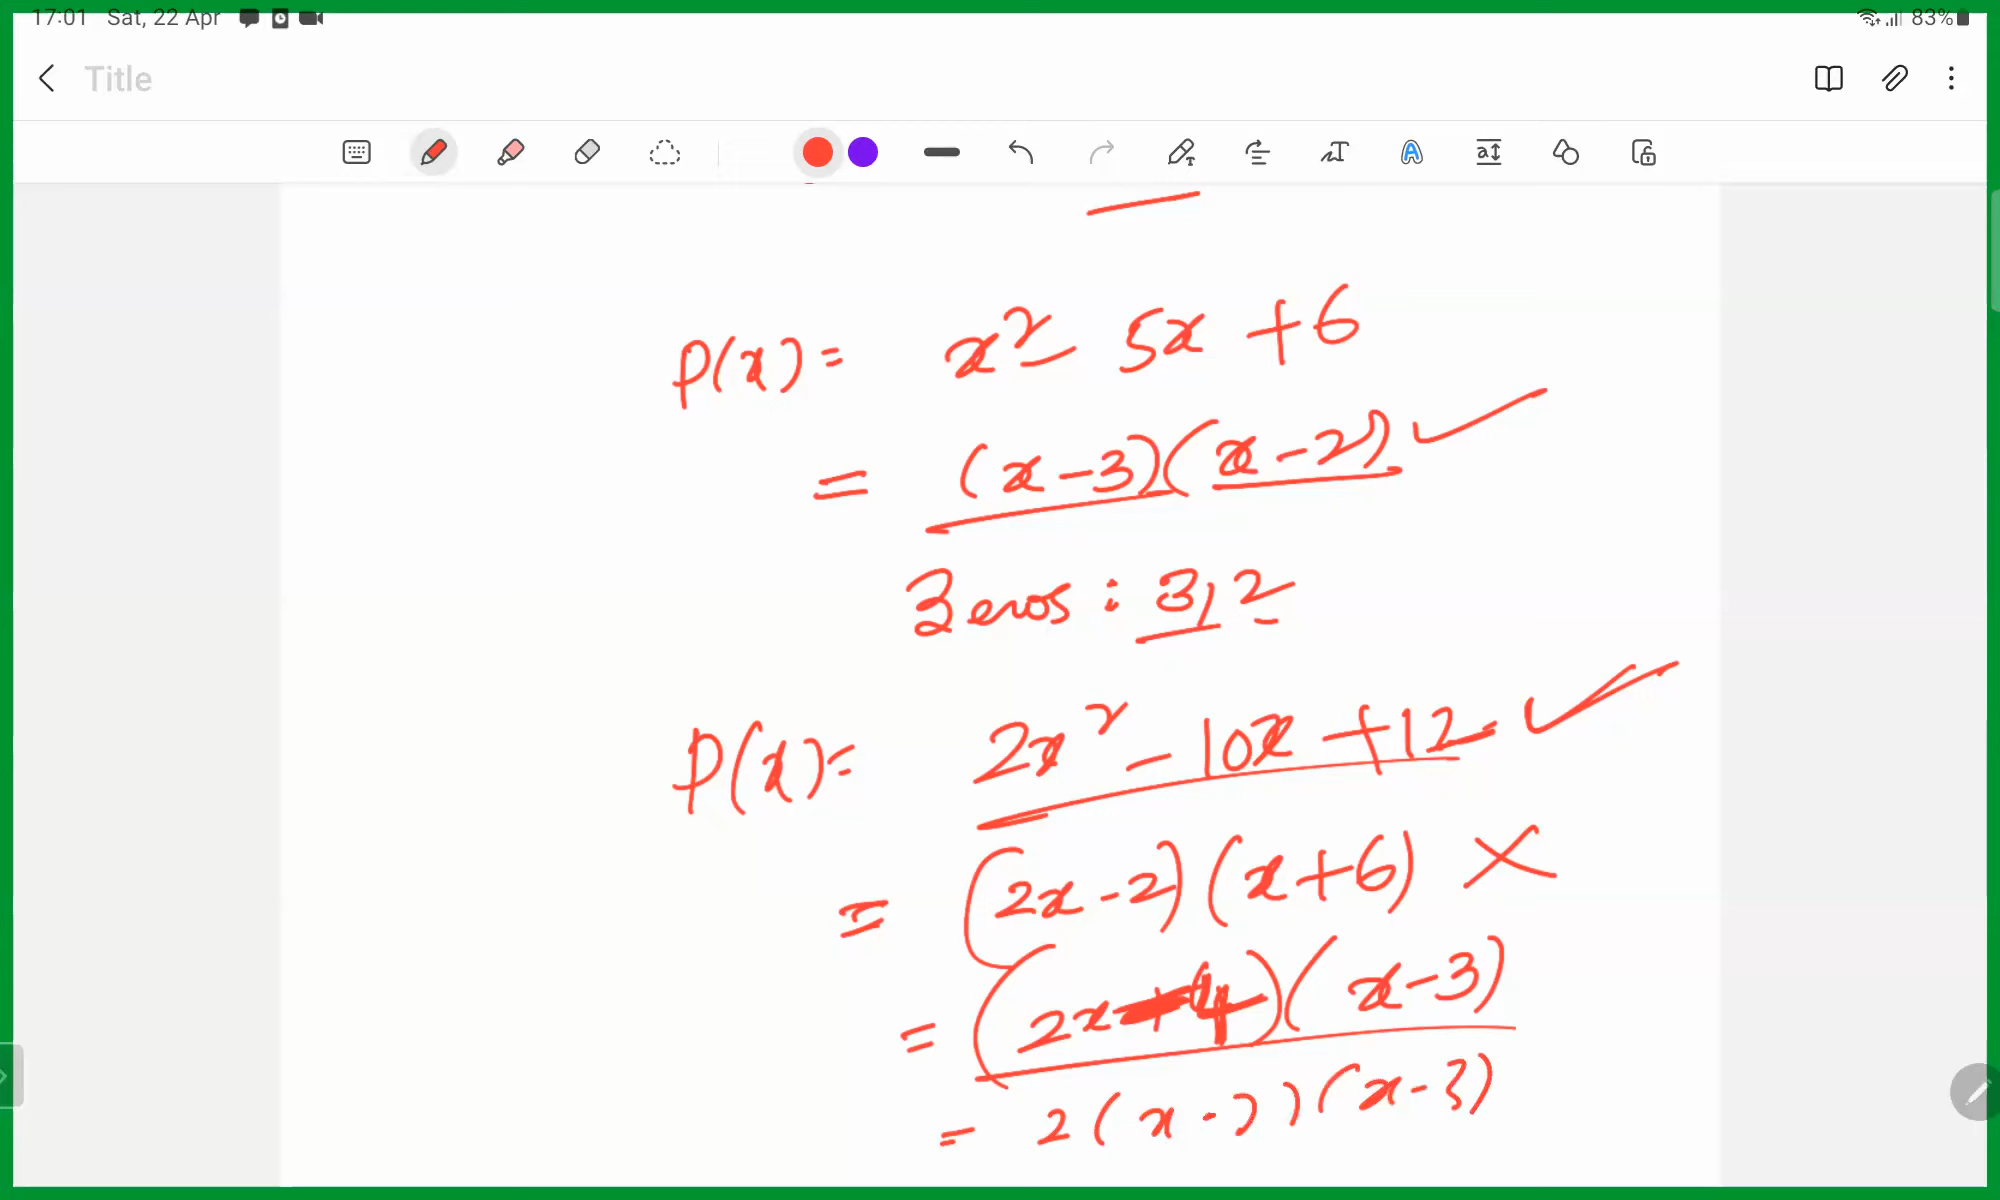 17:01 Sat, 22 Apr 83%
Title
P(x) = x² 5x + 6
= (x-3)(x-2)
Zeros : 3, 2
P(x) = 2x² - 10x + 12
= (2x-2)(x+6) ×
= (2x-4)(x-3)
= 2(x-2)(x-3)